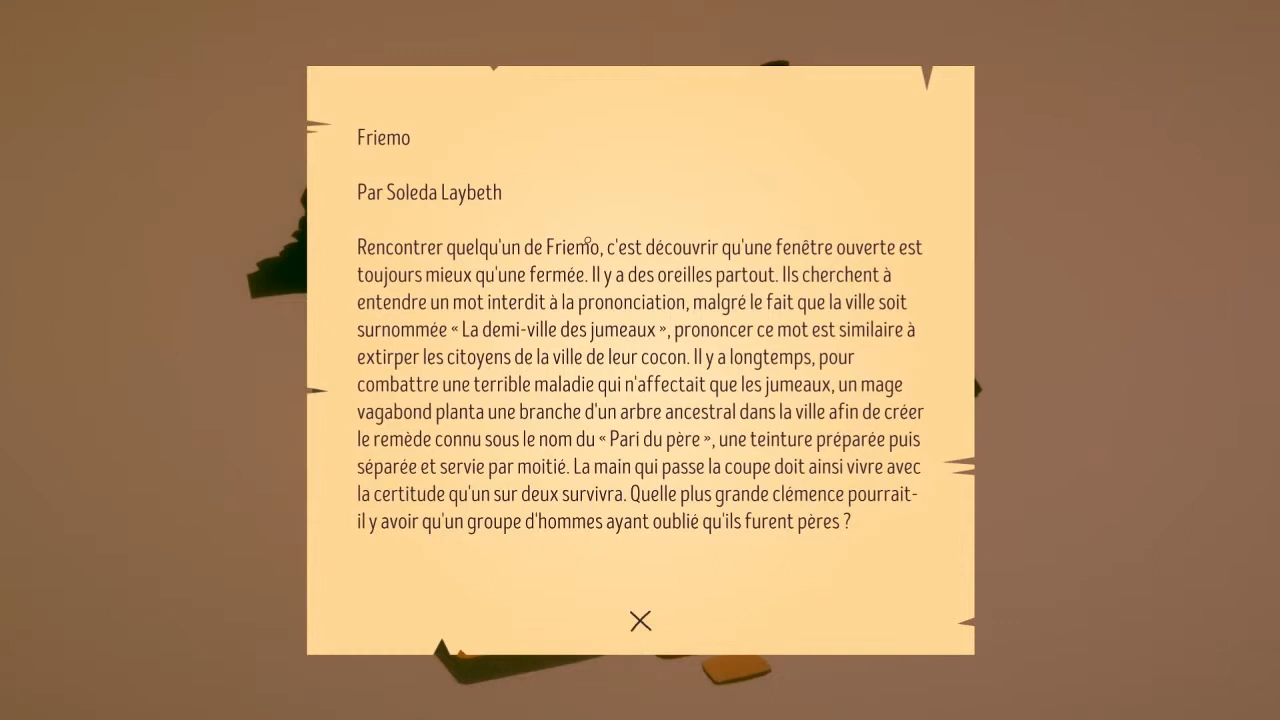 Friemo
Par Soleda Laybeth
Rencontrer quelqu'un de Friemo, c'est découvrir qu'une fenêtre ouverte est
toujours mieux qu'une fermée. Il y a des oreilles partout. Ils cherchent à
entendre un mot interdit à la prononciation, malgré le fait que la ville soit
surnommée « La demi-ville des jumeaux », prononcer ce mot est similaire à
extirper les citoyens de la ville de leur cocon. Il y a longtemps, pour
combattre une terrible maladie qui n'affectait que les jumeaux, un mage
vagabond planta une branche d'un arbre ancestral dans la ville afin de créer
le remède connu sous le nom du « Pari du père », une teinture préparée puis
séparée et servie par moitié. La main qui passe la coupe doit ainsi vivre avec
la certitude qu'un sur deux survivra. Quelle plus grande clémence pourrait-
il y avoir qu'un groupe d'hommes ayant oublié qu'ils furent pères ?